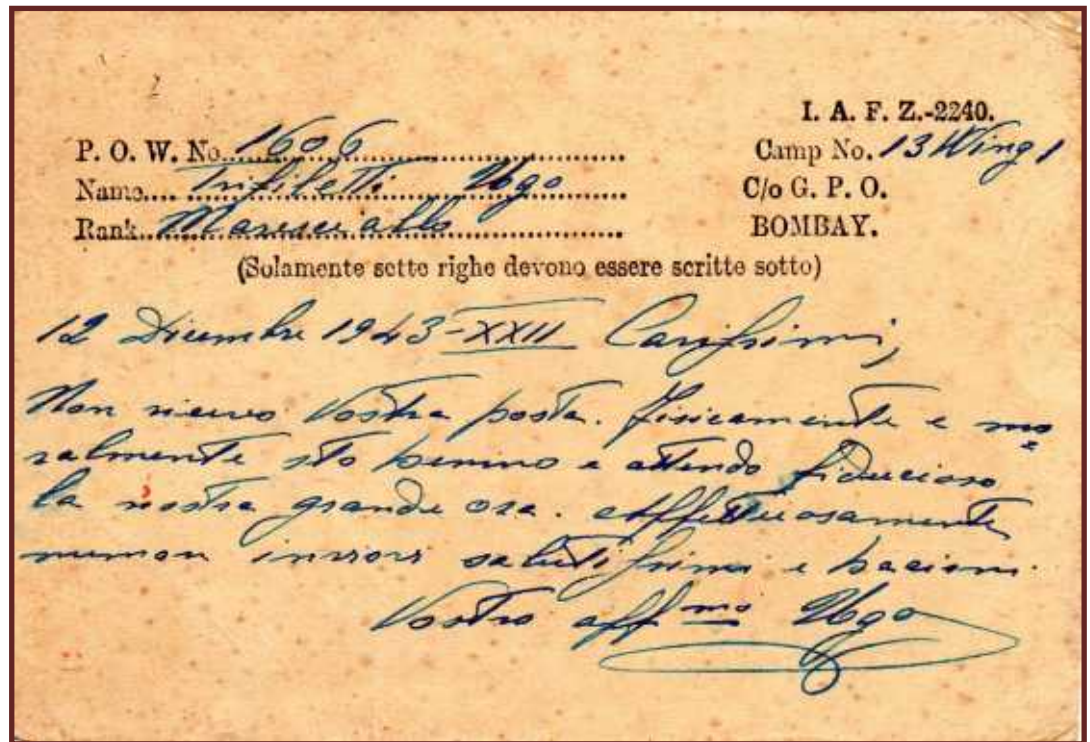 I. A. F. Z.-2240.
P. O. W. No. 1606
Camp No. 13 Wing 1
Name.... Trifiletti Ugo
C/o G. P. O.
Rank.. Maresciallo
BOMBAY.
(Solamente sette righe devono essere scritte sotto)
12 Dicembre 1943-XXII Carissimi,
Non ricevo Vostra posta. Fisicamente e mo
ralmente sto benino e attendo fiducioso
la nostra grande ora. Affettuosamente
salutissimi e bacioni.
Vostro aff.mo Ugo